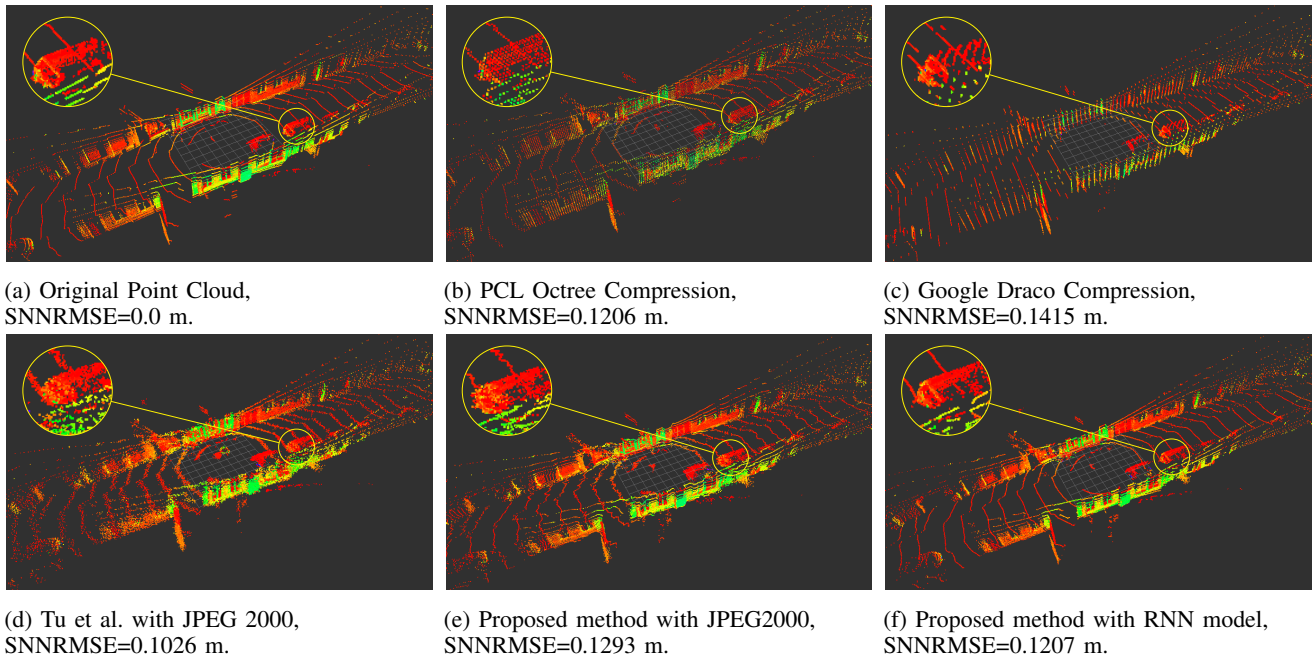 (a) Original Point Cloud,
SNNRMSE=0.0 m.
(b) PCL Octree Compression,
SNNRMSE=0.1206 m.
(c) Google Draco Compression,
SNNRMSE=0.1415 m.
(d) Tu et al. with JPEG 2000,
SNNRMSE=0.1026 m.
(e) Proposed method with JPEG2000,
SNNRMSE=0.1293 m.
(f) Proposed method with RNN model,
SNNRMSE=0.1207 m.